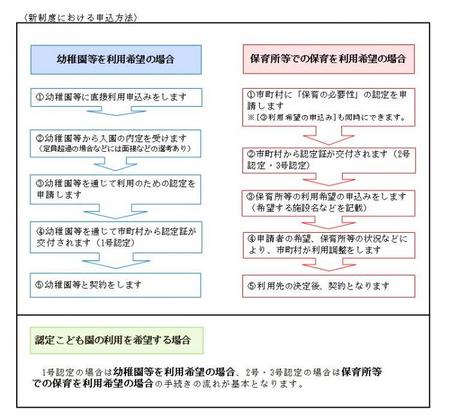 （新制度における申込方法）
幼稚園等を利用希望の場合
①幼稚園等に直接利用申込みをします
②幼稚園等から入園の内定を受けます
（定員超過の場合などには面接などの選考あり）
③幼稚園等を通じて利用のための認定を
申請します
④幼稚園等を通じて市町村から認定証が
交付されます（1号認定）
⑤幼稚園等と契約をします
保育所等での保育を利用希望の場合
①市町村に「保育の必要性」の認定を申
請します
※[③利用希望の申込み]も同時にできます。
②市町村から認定証が交付されます（2号
認定・3号認定）
③保育所等の利用希望の申込みをします
（希望する施設名などを記載）
④申請者の希望、保育所等の状況などに
より、市町村が利用調整をします
⑤利用先の決定後、契約となります
認定こども園の利用を希望する場合
1号認定の場合は幼稚園等を利用希望の場合、2号・3号認定の場合は保育所等
での保育を利用希望の場合の手続きの流れが基本となります。